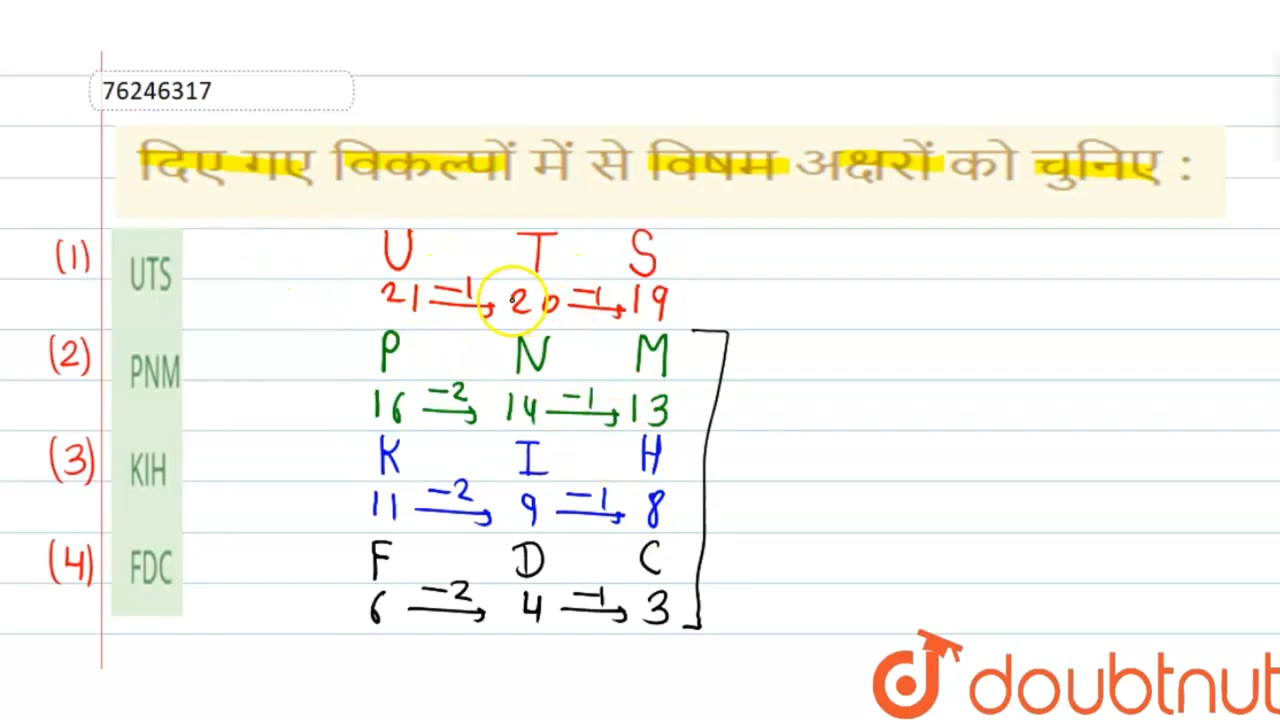 76246317
दिए गए विकल्पों में से विषम अक्षरों को चुनिए :
(1) UTS U T S
21 -1→ 20 -1→ 19
(2) PNM P N M
16 -2→ 14 -1→ 13
(3) KIH K I H
11 -2→ 9 -1→ 8
(4) FDC F D C
6 -2→ 4 -1→ 3
doubtnut